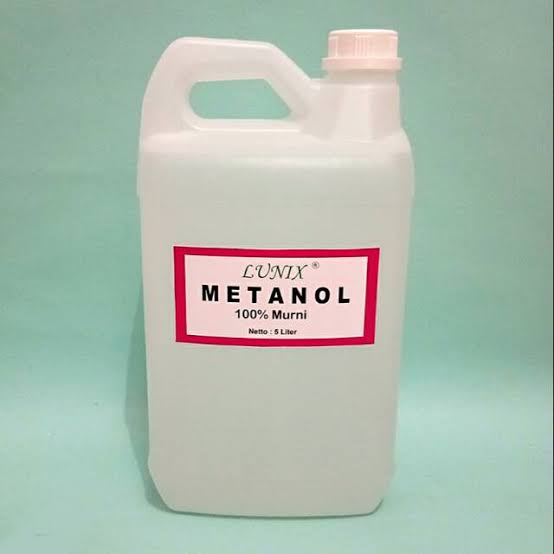 LUNIX ®
METANOL
100% Murni
Netto : 5 Liter